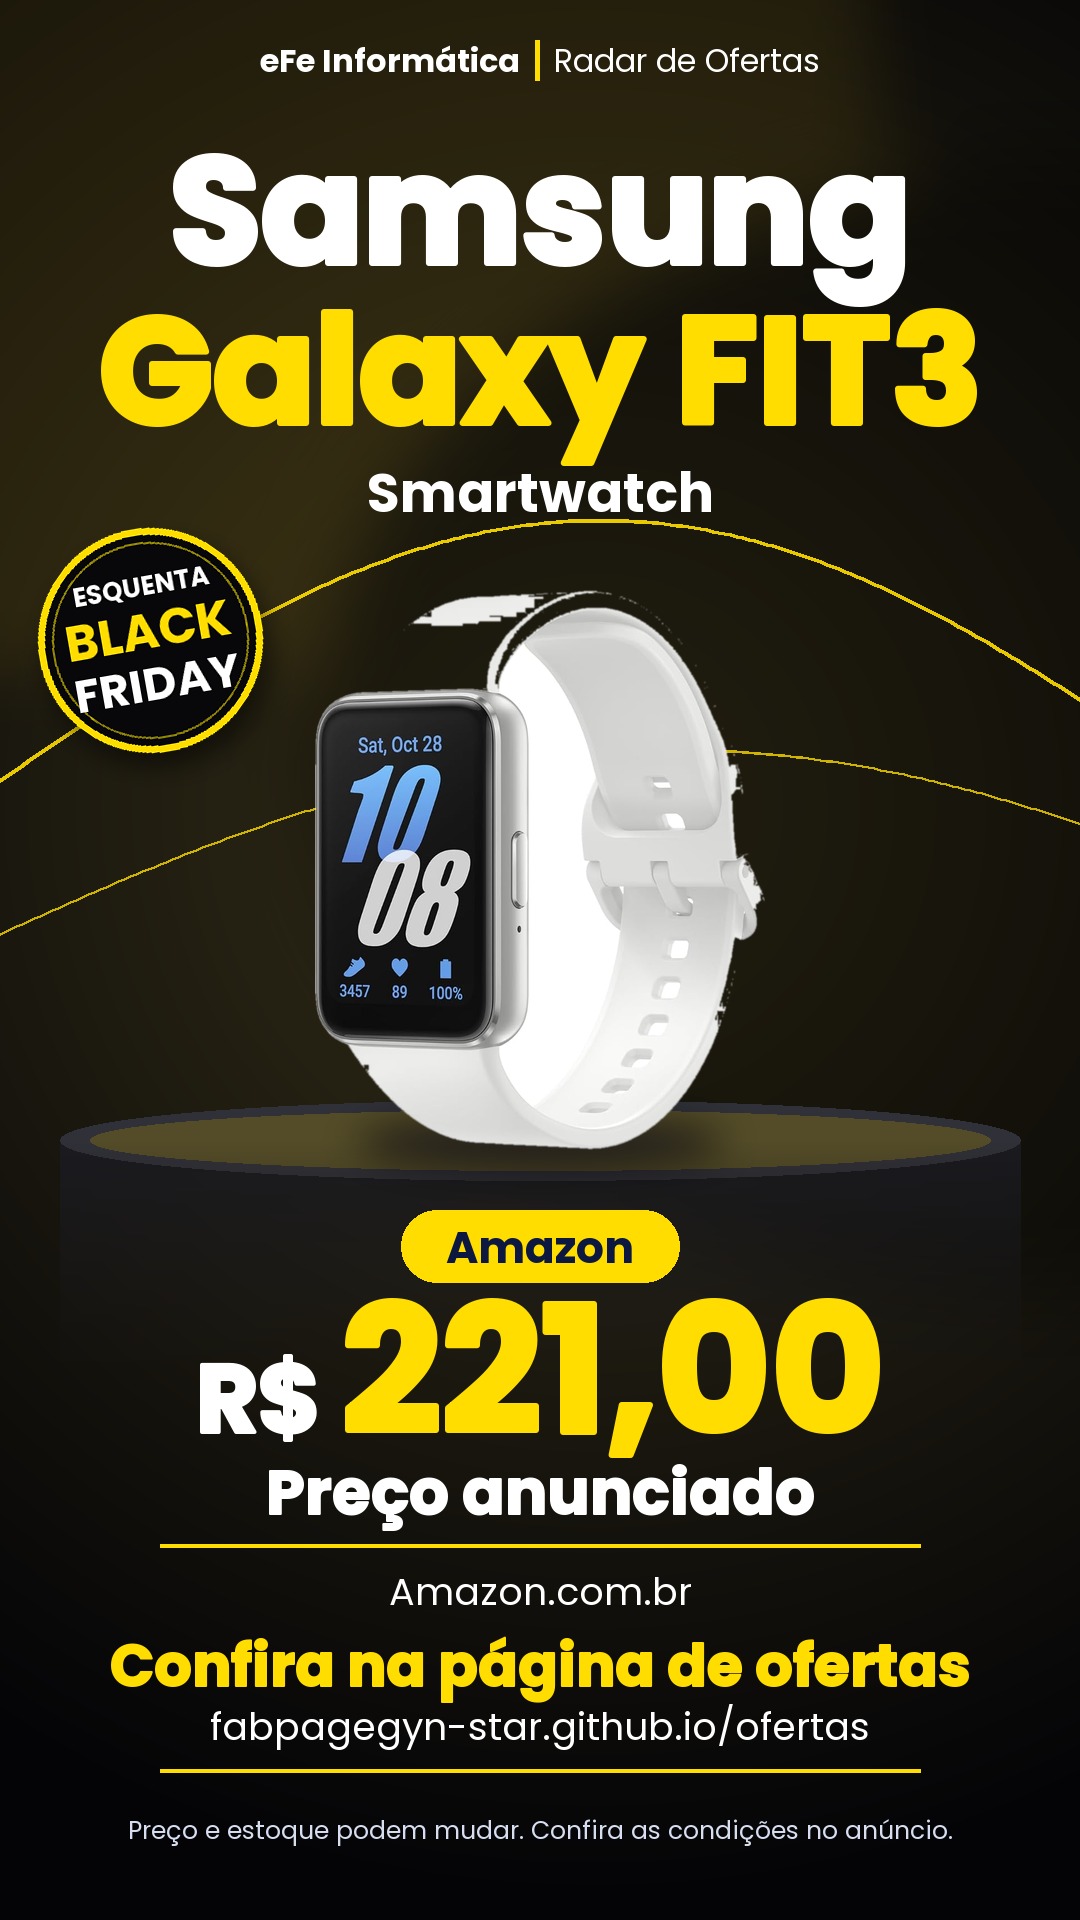 eFe Informática | Radar de Ofertas
Samsung
Galaxy FIT3
Smartwatch
ESQUENTA
BLACK
FRIDAY
Sat, Oct 28
10
08
3457 89 100%
Amazon
R$ 221,00
Preço anunciado
Amazon.com.br
Confira na página de ofertas
fabpagegyn-star.github.io/ofertas
Preço e estoque podem mudar. Confira as condições no anúncio.